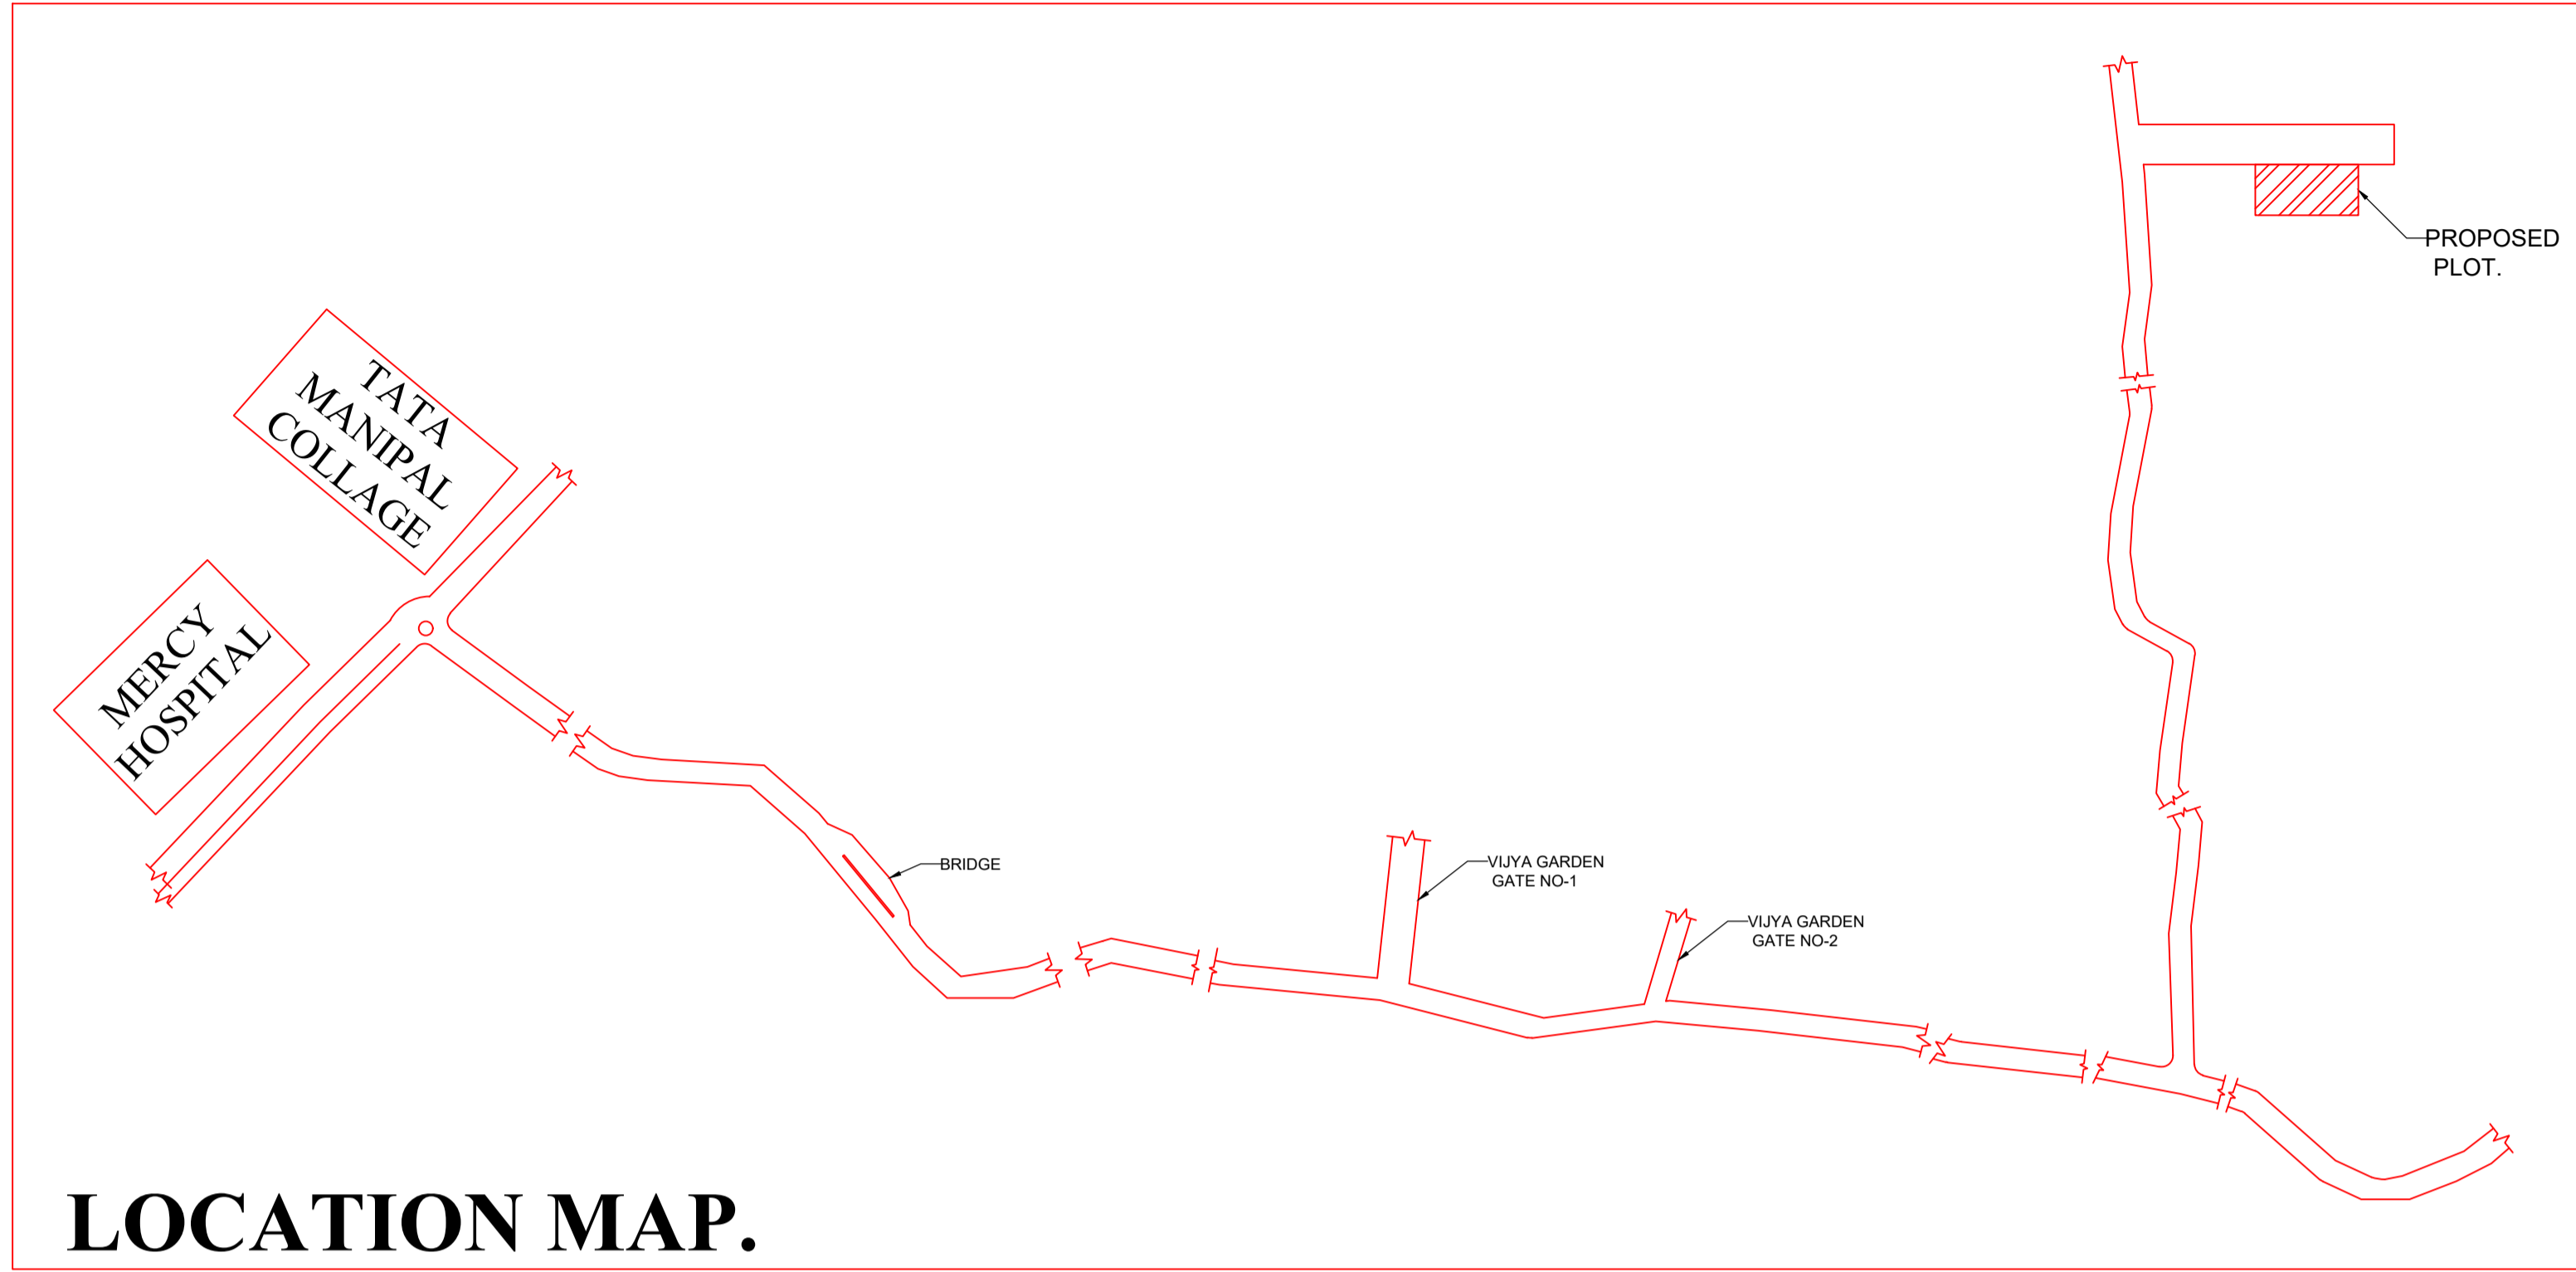 PROPOSED
PLOT.
TATA
MANIPAL
COLLAGE
MERCY
HOSPITAL
BRIDGE
VIJYA GARDEN
GATE NO-1
VIJYA GARDEN
GATE NO-2
LOCATION MAP.